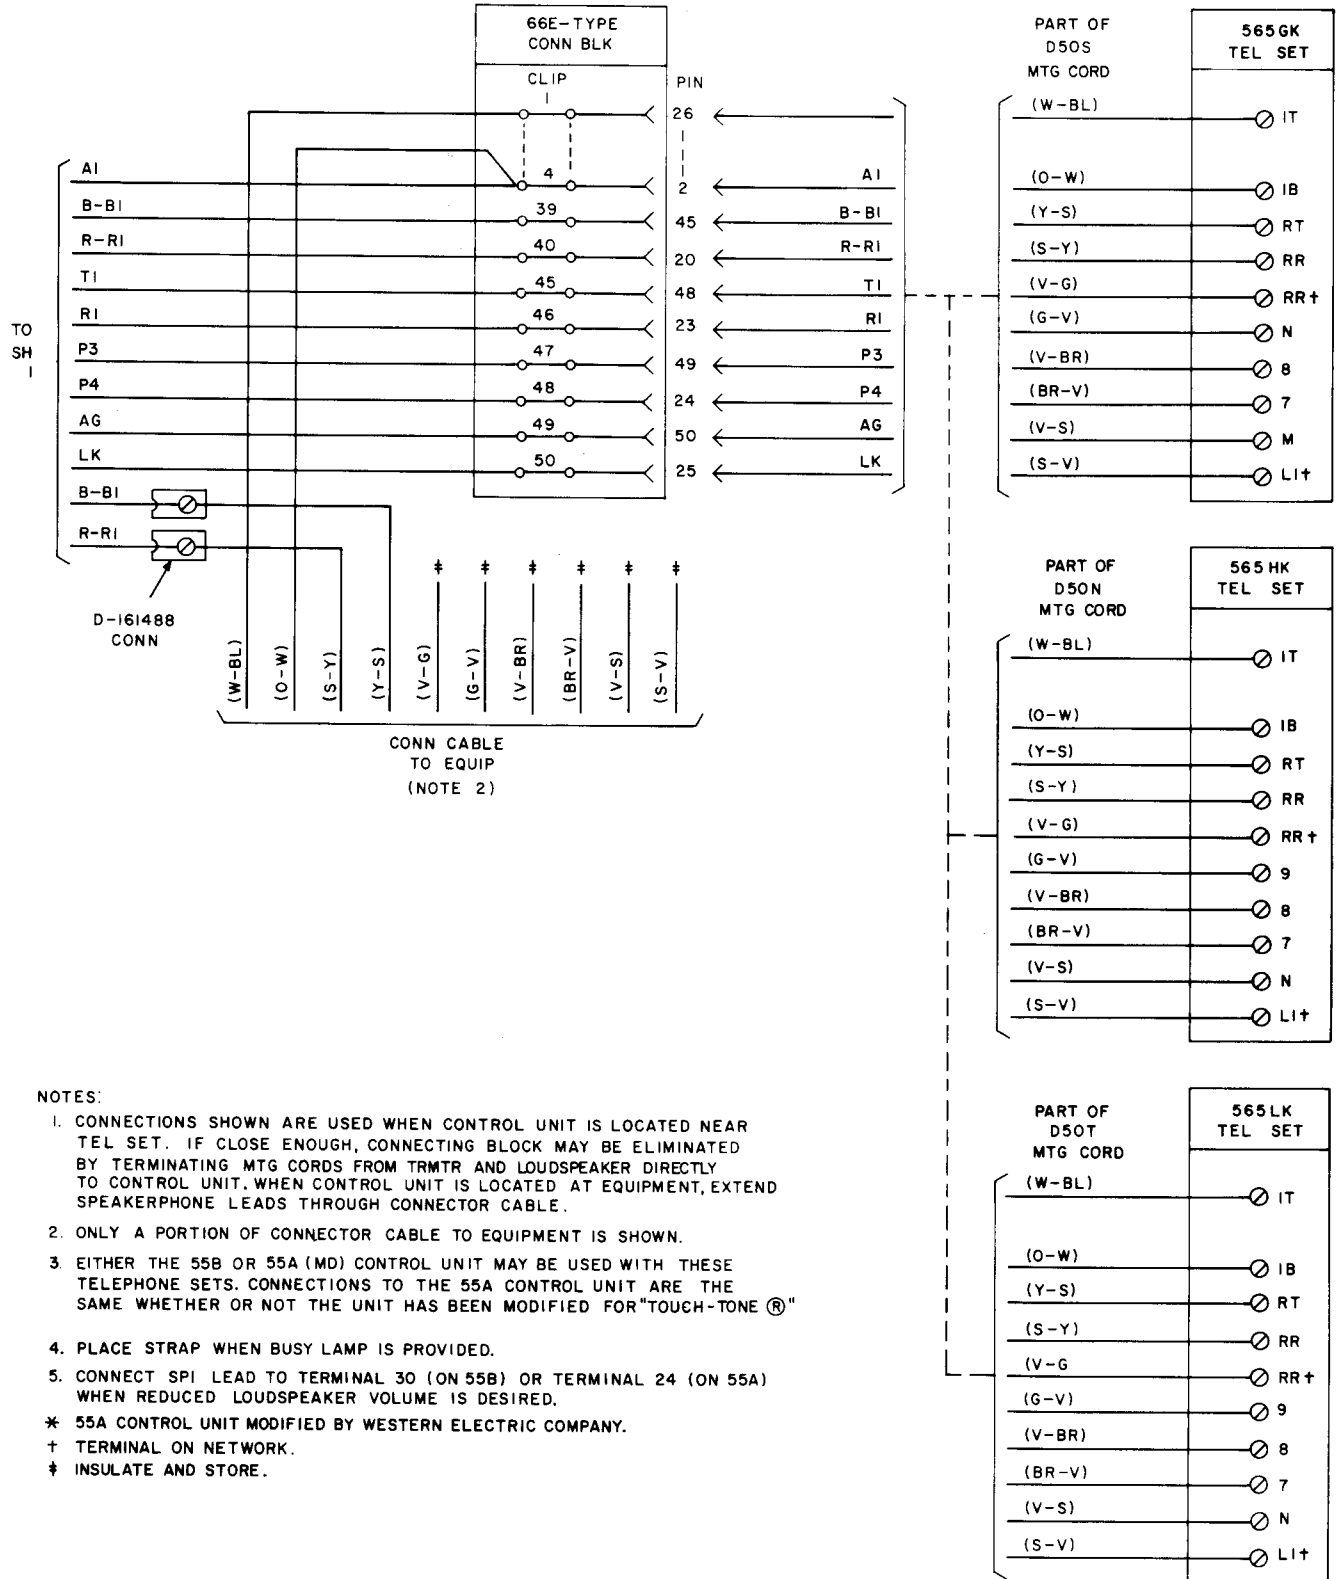 66E-TYPE
CONN BLK
CLIP
1
PIN
26
4
2
39
45
40
20
45
48
46
23
47
49
48
24
49
50
50
25
TO
SH
1
A1
B-B1
R-R1
T1
R1
P3
P4
AG
LK
B-B1
R-R1
D-161488
CONN
A1
B-B1
R-R1
T1
R1
P3
P4
AG
LK
(W-BL)
(O-W)
(S-Y)
(Y-S)
(V-G)
(G-V)
(V-BR)
(BR-V)
(V-S)
(S-V)
‡ ‡ ‡ ‡ ‡ ‡
CONN CABLE
TO EQUIP
(NOTE 2)
PART OF
D50S
MTG CORD
565GK
TEL SET
(W-BL) 1T
(O-W) 1B
(Y-S) RT
(S-Y) RR
(V-G) RR†
(G-V) N
(V-BR) 8
(BR-V) 7
(V-S) M
(S-V) L1†
PART OF
D50N
MTG CORD
565HK
TEL SET
(W-BL) 1T
(O-W) 1B
(Y-S) RT
(S-Y) RR
(V-G) RR†
(G-V) 9
(V-BR) 8
(BR-V) 7
(V-S) N
(S-V) L1†
PART OF
D50T
MTG CORD
565LK
TEL SET
(W-BL) 1T
(O-W) 1B
(Y-S) RT
(S-Y) RR
(V-G RR†
(G-V) 9
(V-BR) 8
(BR-V) 7
(V-S) N
(S-V) L1†
NOTES:
1. CONNECTIONS SHOWN ARE USED WHEN CONTROL UNIT IS LOCATED NEAR
TEL SET. IF CLOSE ENOUGH, CONNECTING BLOCK MAY BE ELIMINATED
BY TERMINATING MTG CORDS FROM TRMTR AND LOUDSPEAKER DIRECTLY
TO CONTROL UNIT. WHEN CONTROL UNIT IS LOCATED AT EQUIPMENT, EXTEND
SPEAKERPHONE LEADS THROUGH CONNECTOR CABLE.
2. ONLY A PORTION OF CONNECTOR CABLE TO EQUIPMENT IS SHOWN.
3. EITHER THE 55B OR 55A (MD) CONTROL UNIT MAY BE USED WITH THESE
TELEPHONE SETS. CONNECTIONS TO THE 55A CONTROL UNIT ARE THE
SAME WHETHER OR NOT THE UNIT HAS BEEN MODIFIED FOR "TOUCH-TONE ®"
4. PLACE STRAP WHEN BUSY LAMP IS PROVIDED.
5. CONNECT SP1 LEAD TO TERMINAL 30 (ON 55B) OR TERMINAL 24 (ON 55A)
WHEN REDUCED LOUDSPEAKER VOLUME IS DESIRED.
* 55A CONTROL UNIT MODIFIED BY WESTERN ELECTRIC COMPANY.
† TERMINAL ON NETWORK.
‡ INSULATE AND STORE.